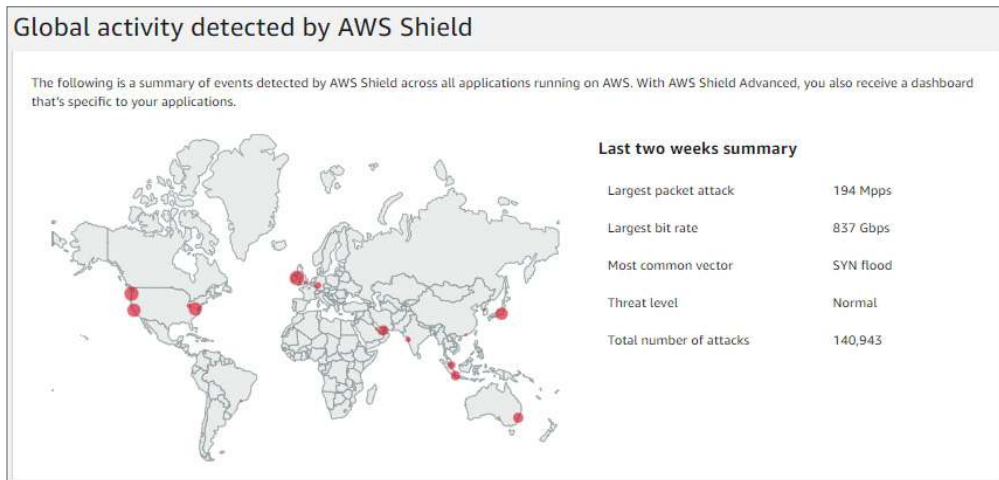 Global activity detected by AWS Shield
The following is a summary of events detected by AWS Shield across all applications running on AWS. With AWS Shield Advanced, you also receive a dashboard
that's specific to your applications.
Last two weeks summary
Largest packet attack 194 Mpps
Largest bit rate 837 Gbps
Most common vector SYN flood
Threat level Normal
Total number of attacks 140,943